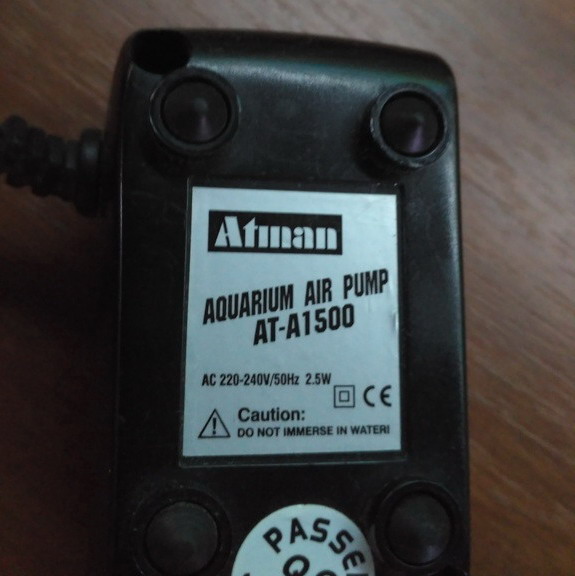 Atman
AQUARIUM AIR PUMP
AT-A1500
AC 220-240V/50Hz 2.5W
CE
Caution:
DO NOT IMMERSE IN WATER!
PASSE